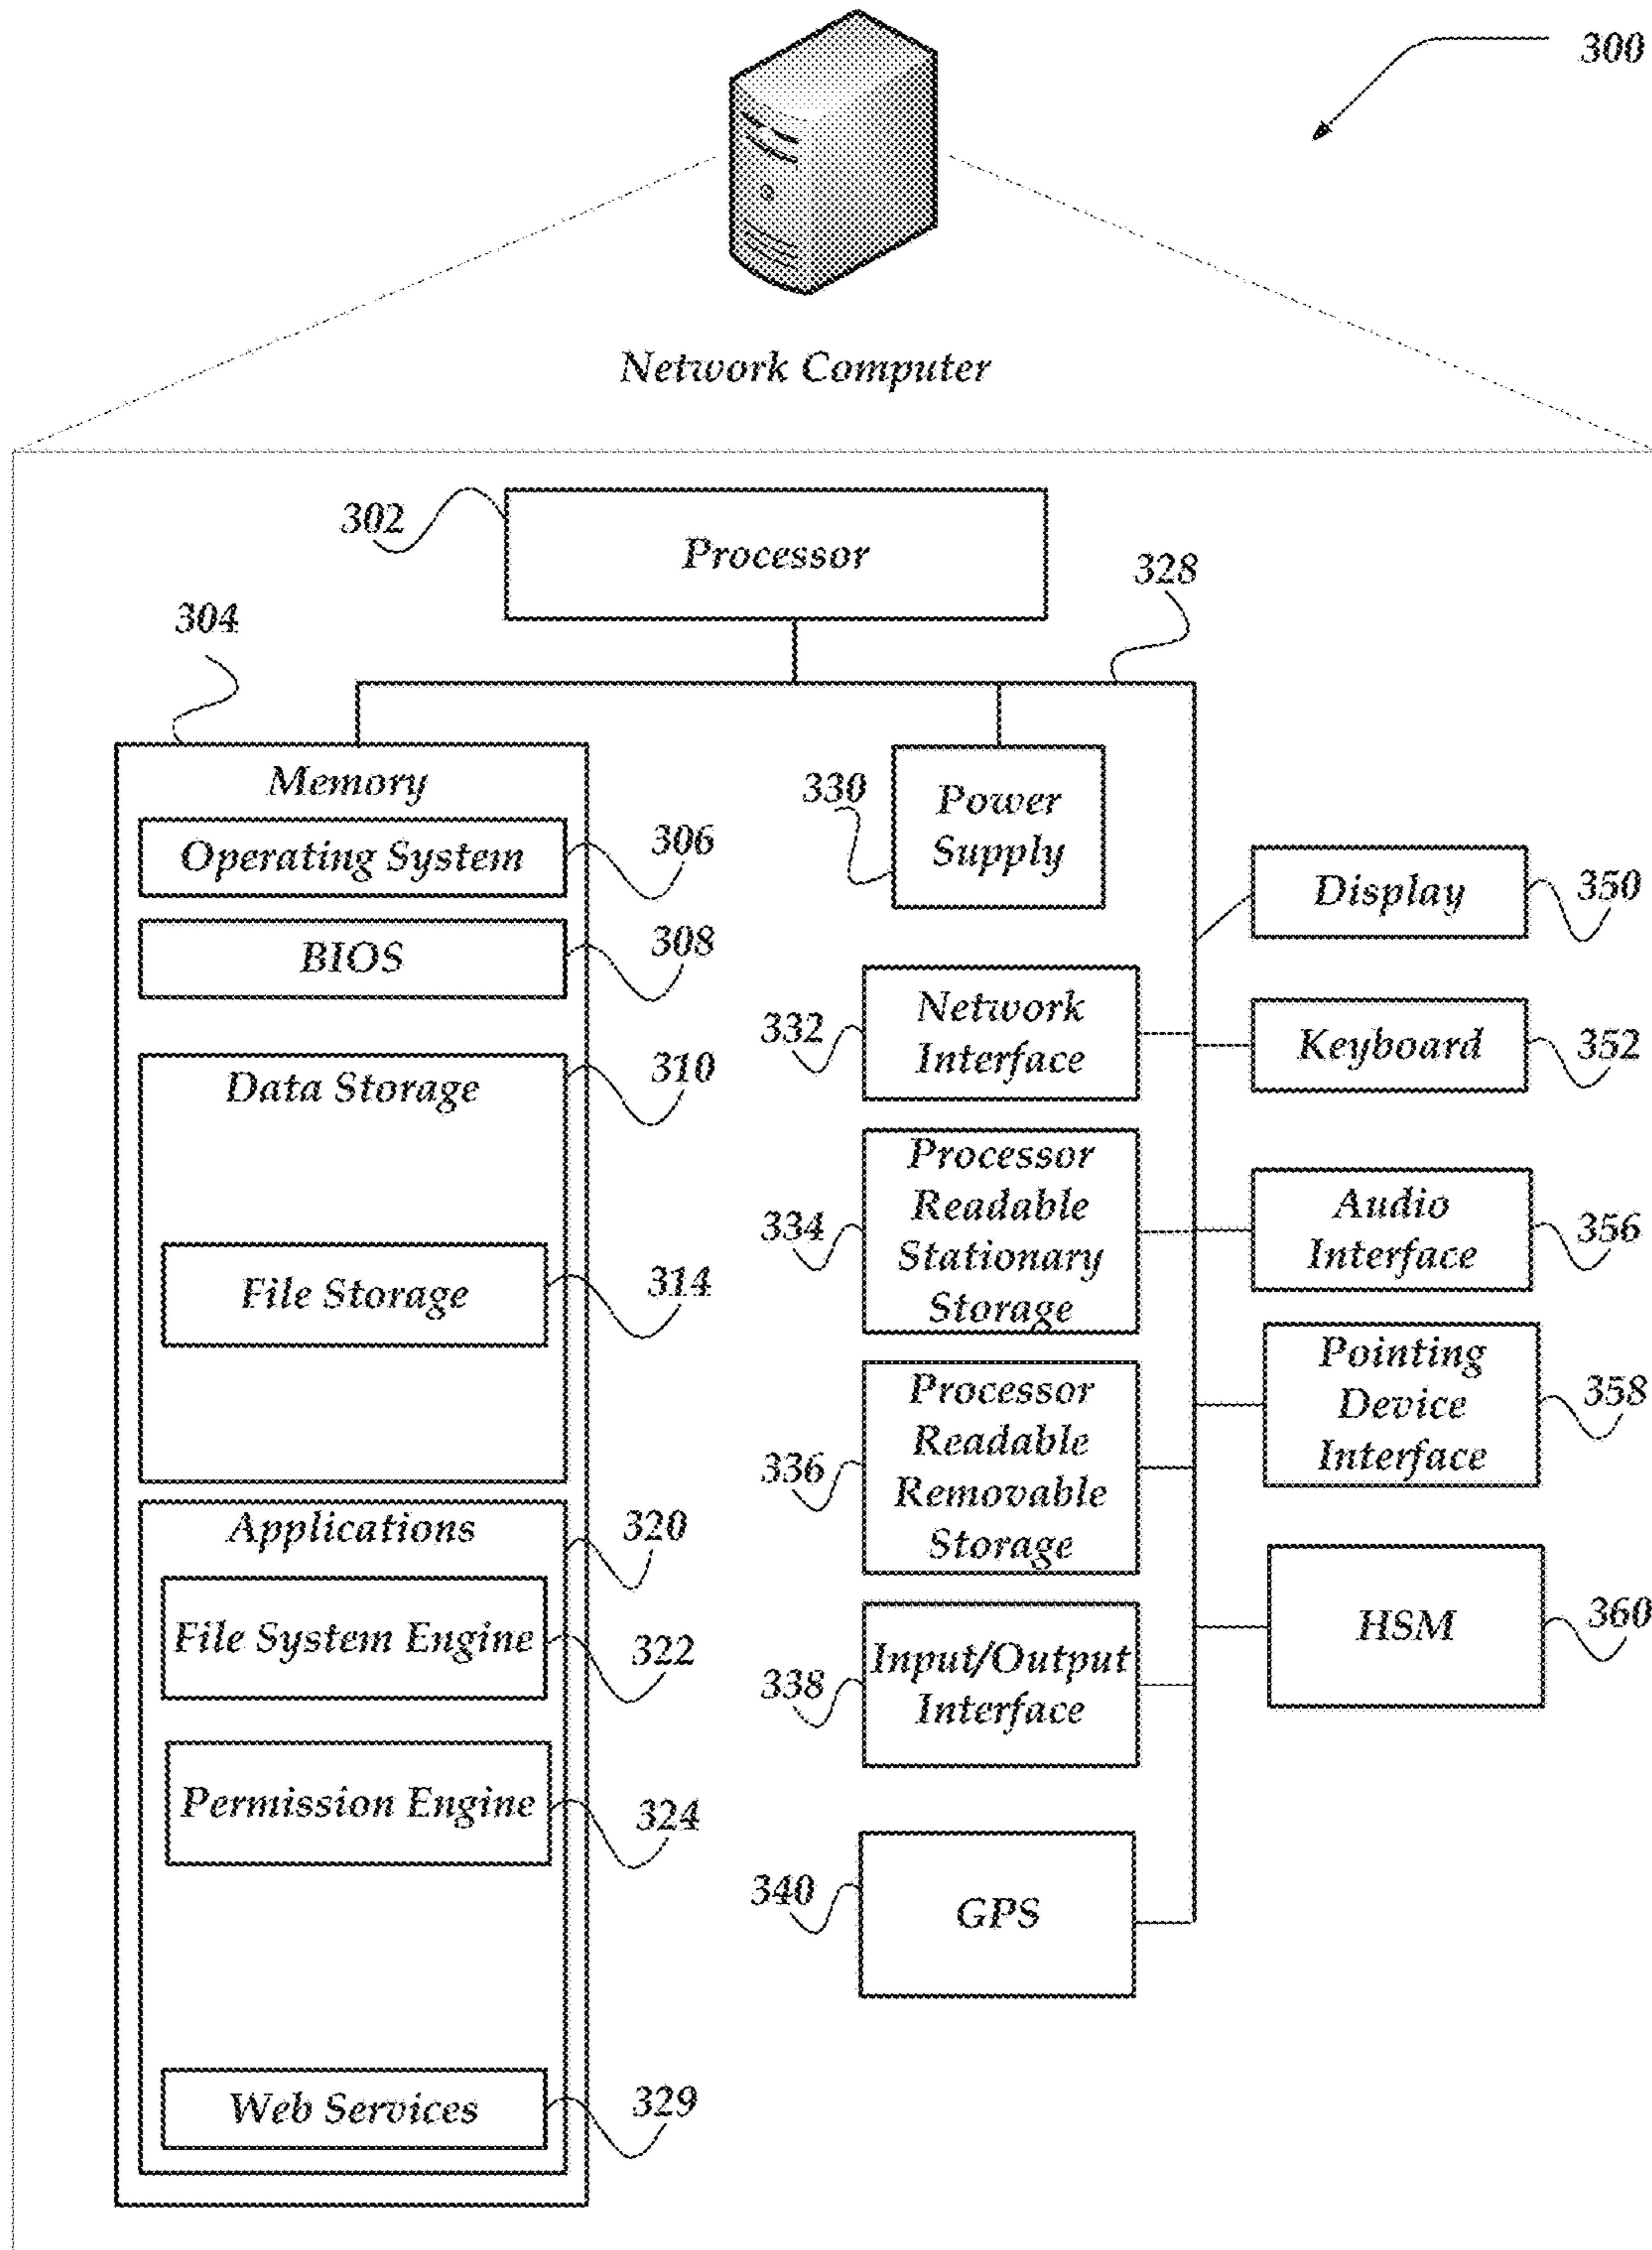 300
Network Computer
302
Processor
328
304
Memory
Operating System
306
BIOS
308
Data Storage
310
File Storage
314
Applications
320
File System Engine
322
Permission Engine
324
Web Services
329
330
Power
Supply
332
Network
Interface
334
Processor
Readable
Stationary
Storage
336
Processor
Readable
Removable
Storage
338
Input/Output
Interface
340
GPS
Display
350
Keyboard
352
Audio
Interface
356
Pointing
Device
Interface
358
HSM
360